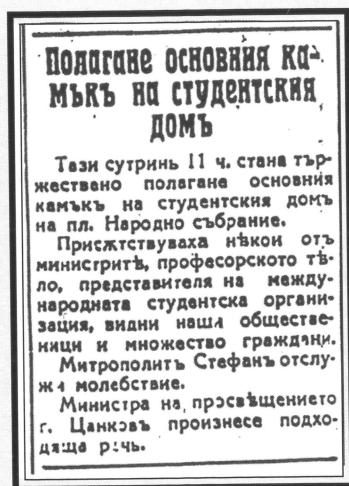 Полагане основния ка-
мъкъ на студентския
домъ
Тази сутринь 11 ч. стана тър-
жествено полагане основния
камъкъ на студентския домъ
на пл. Народно събрание.
Присѫтствуваха нѣкои отъ
министритѣ, професорското тѣ-
ло, представителя на между-
народната студентска органи-
зация, видни наши обществе-
ници и множество граждани.
Митрополитъ Стефанъ отслу-
жи молебствие.
Министра на просвѣщението
г. Цанковъ произнесе подхо-
дяща речь.